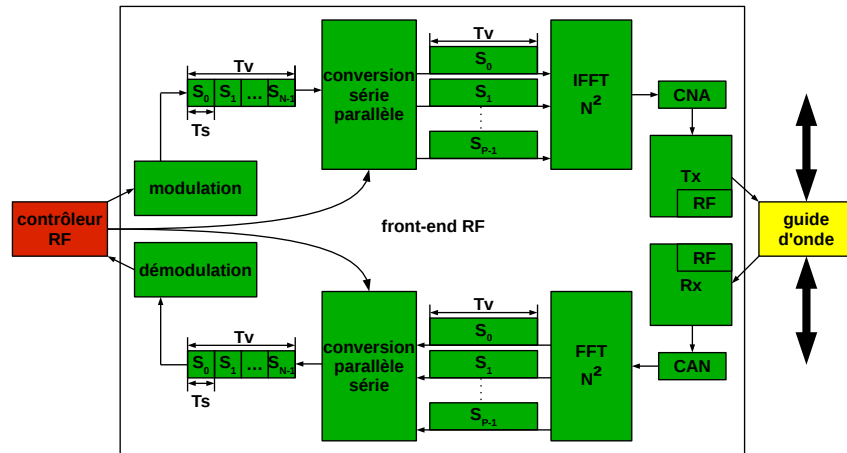 Tv
S0 S1 ... SN-1
Ts
conversion
série
parallèle
Tv
S0
S1
SP-1
IFFT
N²
CNA
Tx
RF
modulation
contrôleur
RF
front-end RF
guide
d'onde
démodulation
RF
Rx
Tv
S0 S1 ... SN-1
Ts
conversion
parallèle
série
Tv
S0
S1
SP-1
FFT
N²
CAN